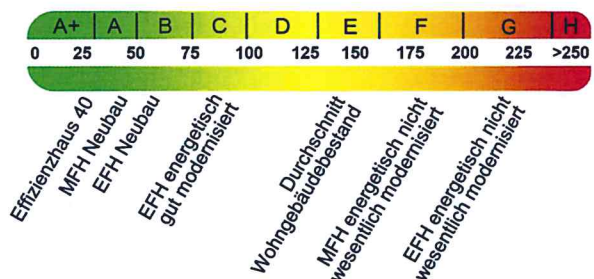 A+ A B C D E F G H
0 25 50 75 100 125 150 175 200 225 >250
Effizienzhaus 40
MFH Neubau
EFH Neubau
EFH energetisch
gut modernisiert
Durchschnitt
Wohngebäudebestand
MFH energetisch nicht
wesentlich modernisiert
EFH energetisch nicht
wesentlich modernisiert